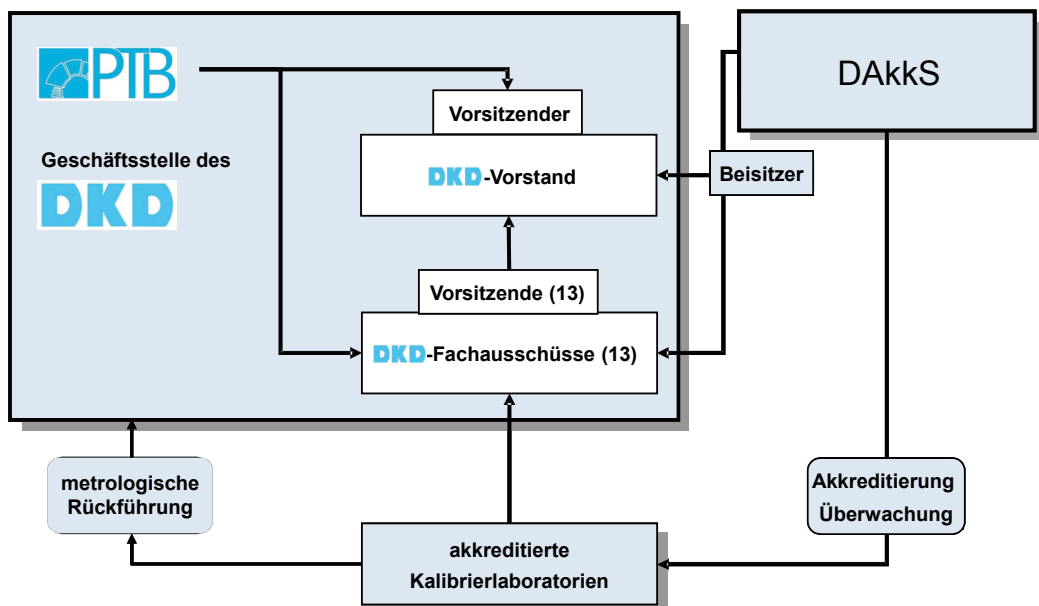 PTB
DAkkS
Vorsitzender
Geschäftsstelle des
DKD
DKD-Vorstand
Beisitzer
Vorsitzende (13)
DKD-Fachausschüsse (13)
metrologische
Rückführung
Akkreditierung
Überwachung
akkreditierte
Kalibrierlaboratorien